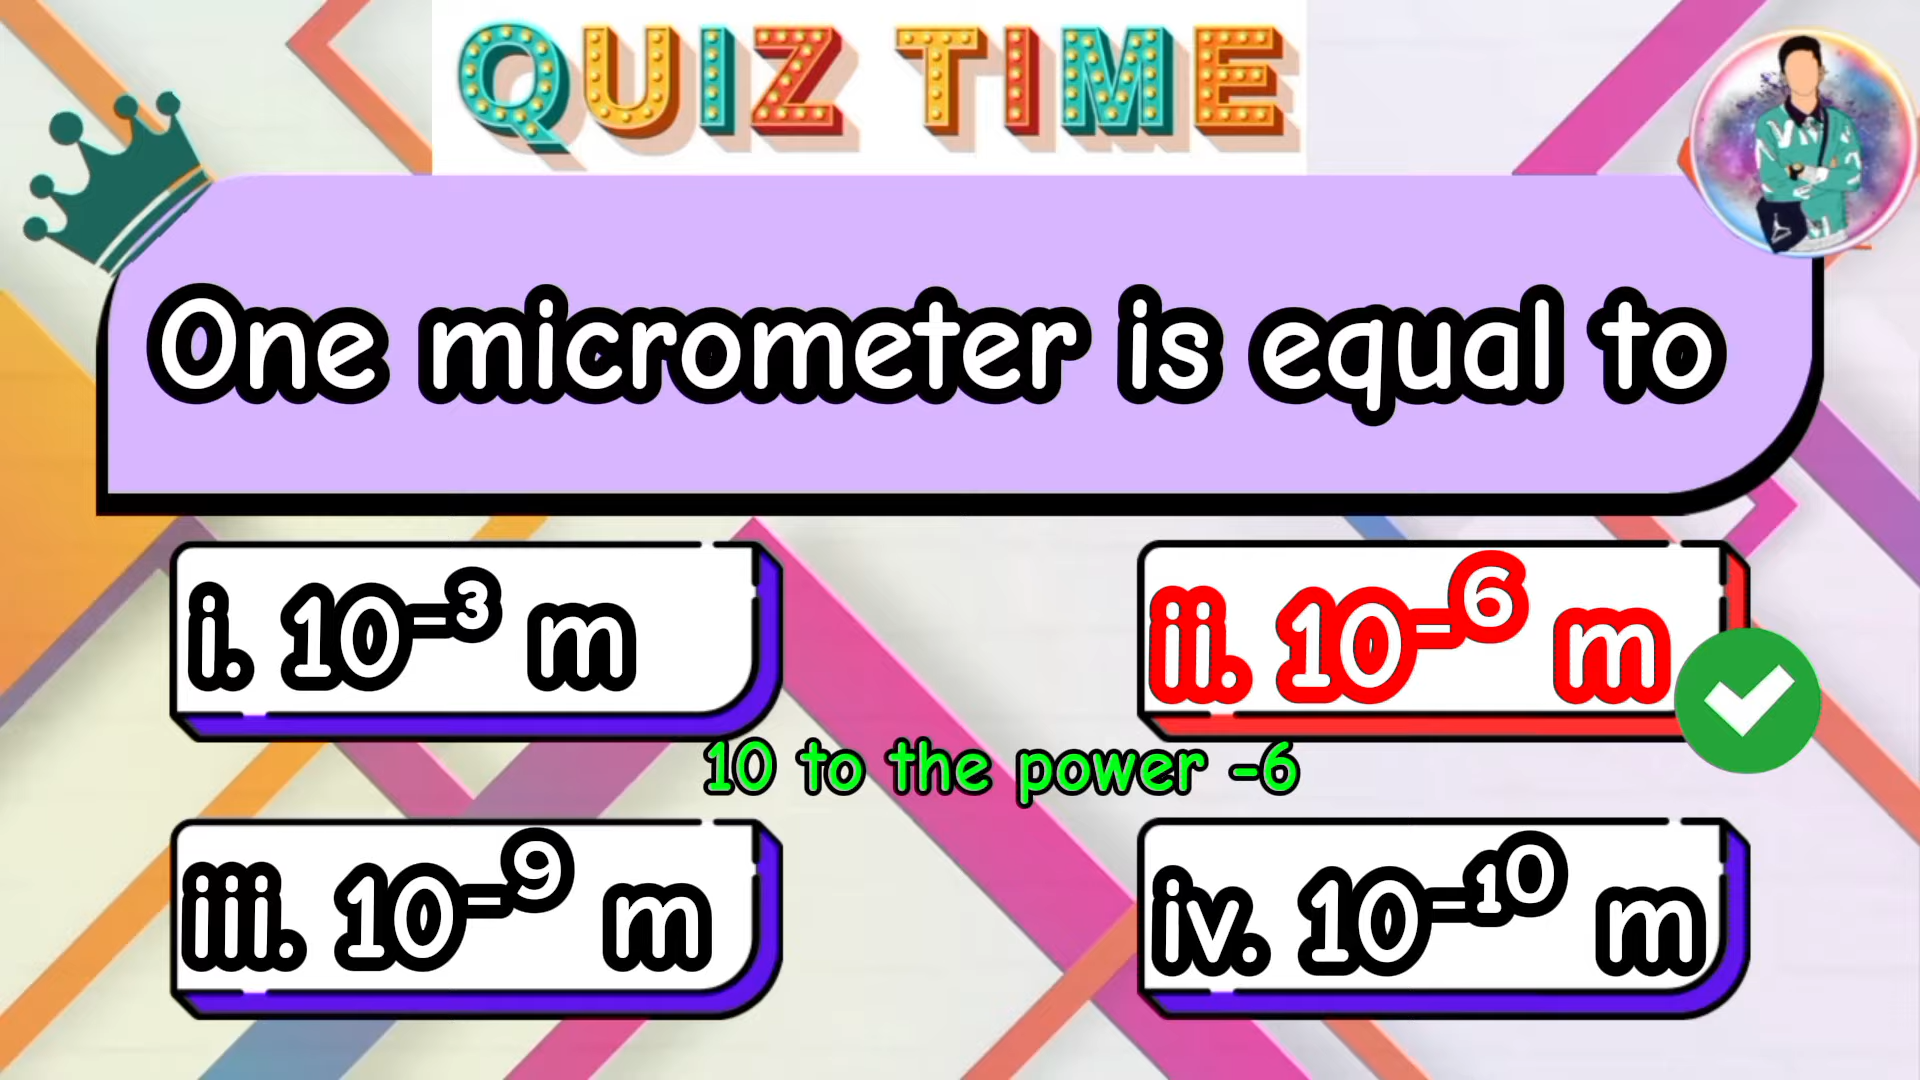 QUIZ TIME
One micrometer is equal to
i. 10⁻³ m
ii. 10⁻⁶ m
10 to the power -6
iii. 10⁻⁹ m
iv. 10⁻¹⁰ m